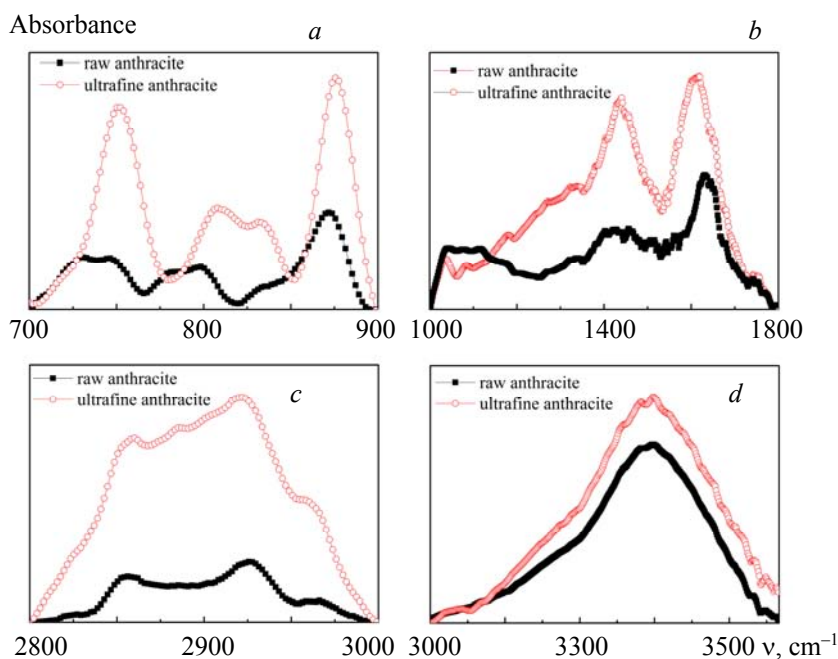 Absorbance
a
raw anthracite
ultrafine anthracite
700 800 900
b
raw anthracite
ultrafine anthracite
1000 1400 1800
c
raw anthracite
ultrafine anthracite
2800 2900 3000
d
raw anthracite
ultrafine anthracite
3000 3300 3500 ν, cm⁻¹